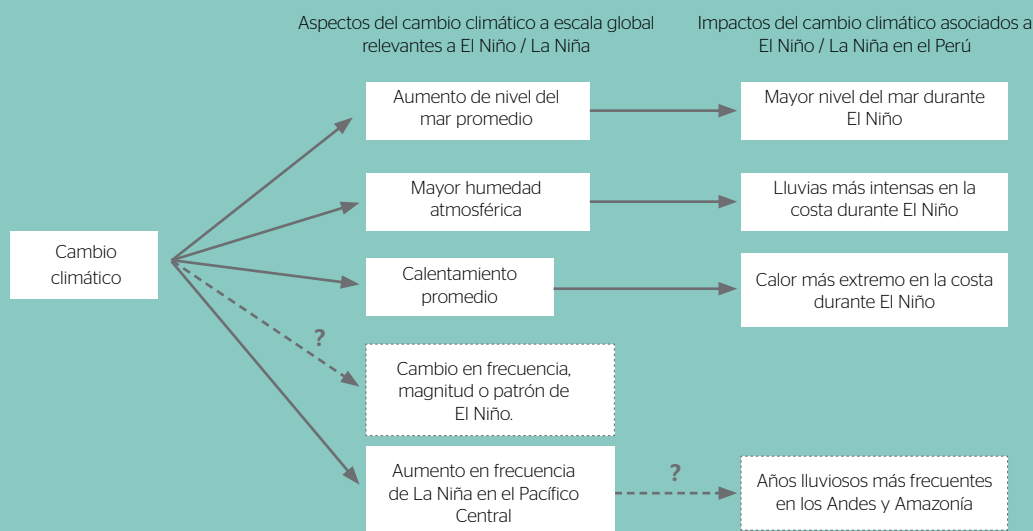 Aspectos del cambio climático a escala global
relevantes a El Niño / La Niña
Impactos del cambio climático asociados a
El Niño / La Niña en el Perú
Cambio
climático
Aumento de nivel del
mar promedio
Mayor nivel del mar durante
El Niño
Mayor humedad
atmosférica
Lluvias más intensas en la
costa durante El Niño
Calentamiento
promedio
Calor más extremo en la costa
durante El Niño
?
Cambio en frecuencia,
magnitud o patrón de
El Niño.
Aumento en frecuencia
de La Niña en el Pacífico
Central
?
Años lluviosos más frecuentes
en los Andes y Amazonía